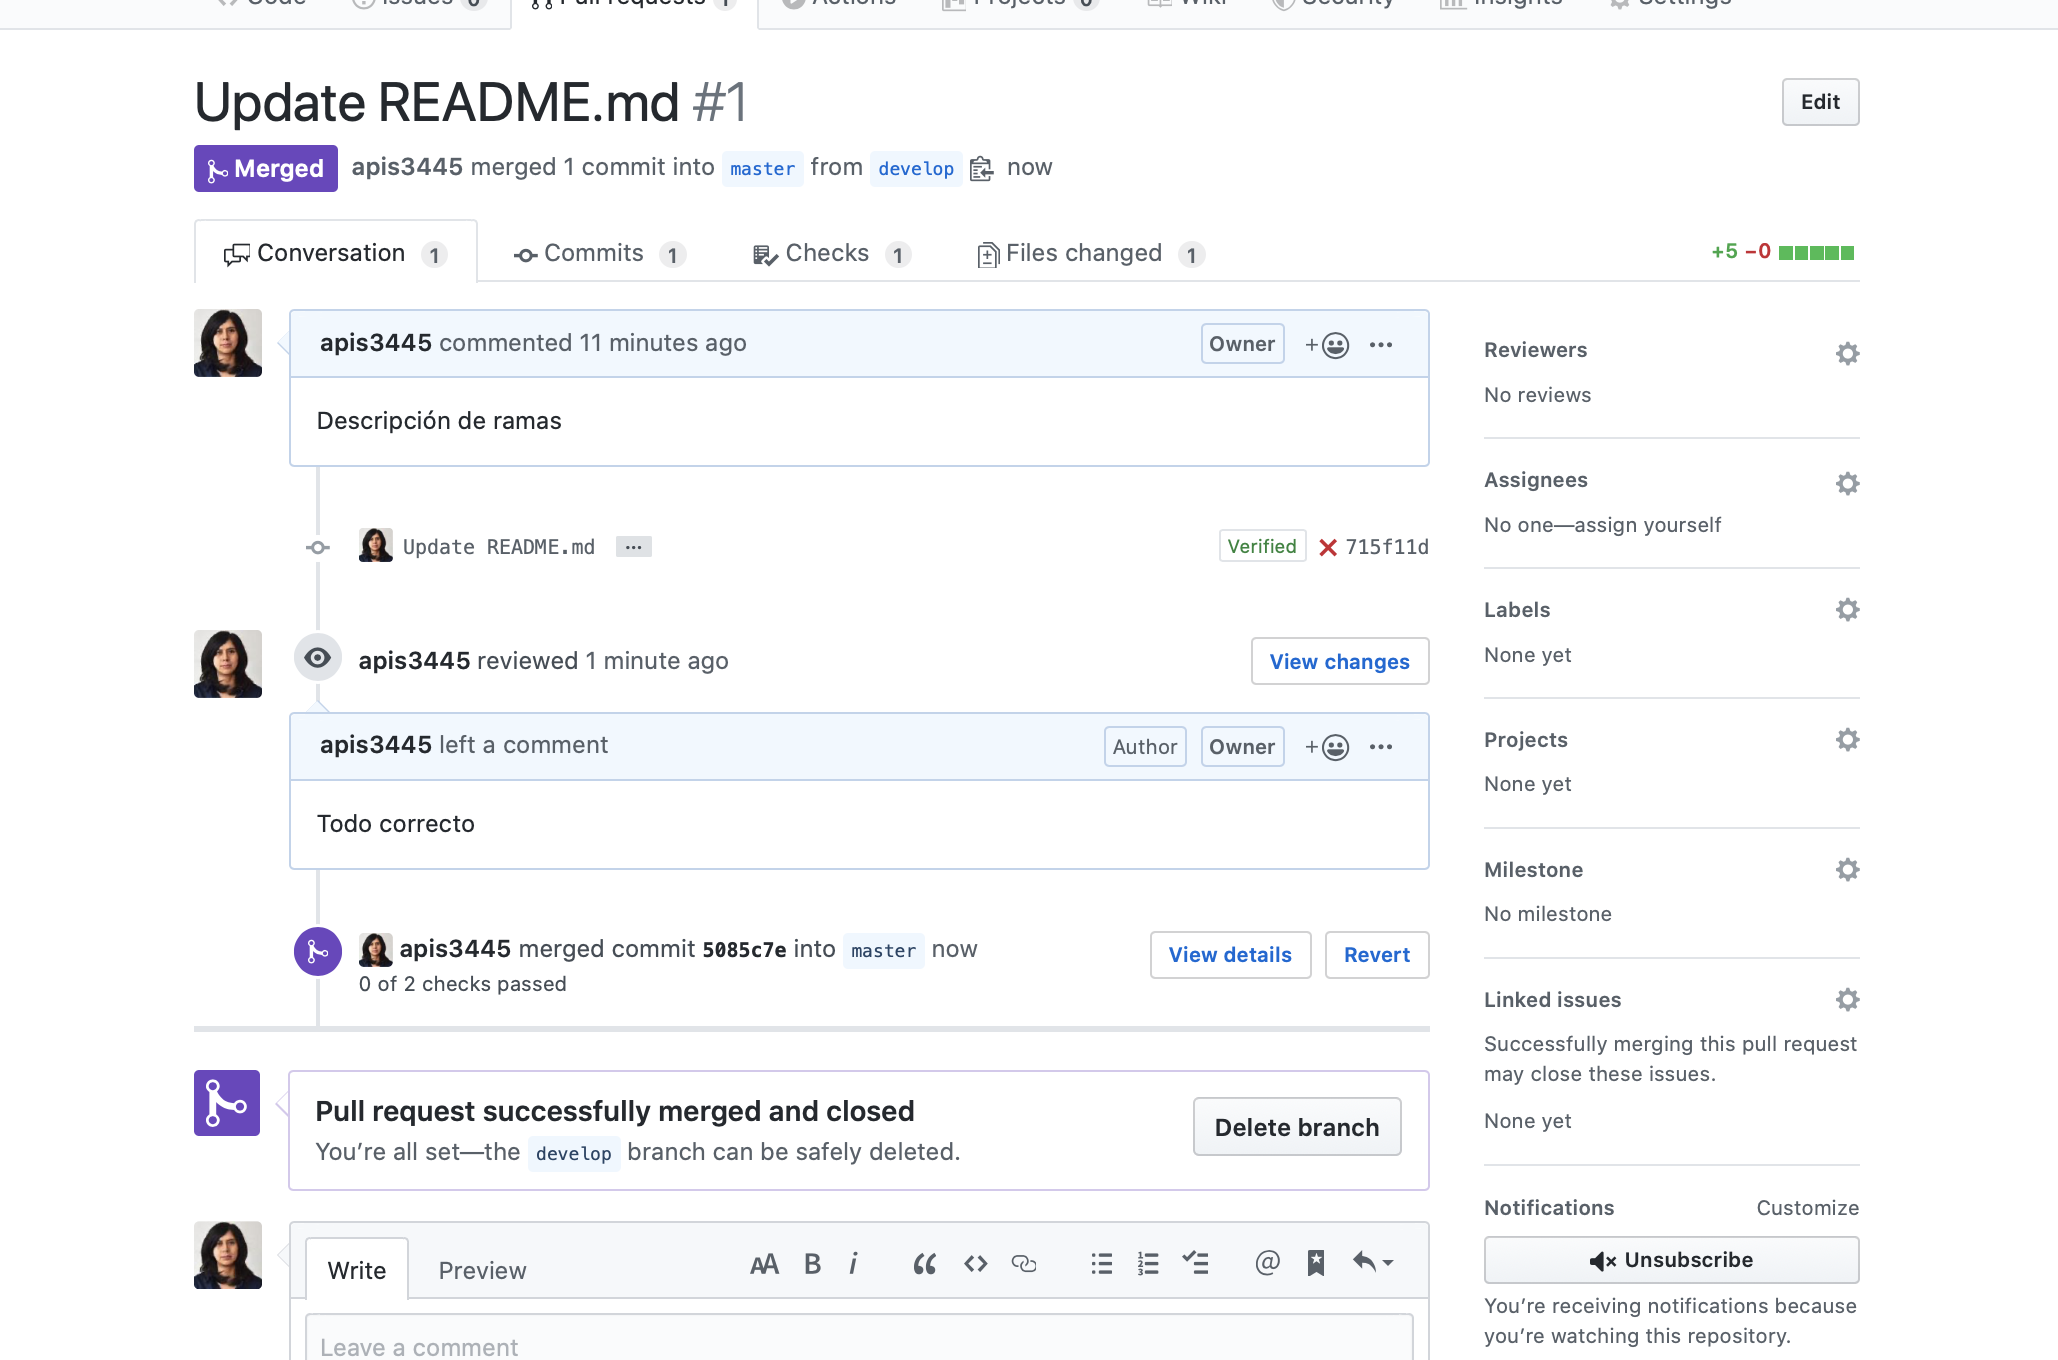 Code Issues 0 Pull requests 1 Actions Projects 0 Wiki Security Insights Settings
Update README.md #1
Edit
Merged apis3445 merged 1 commit into master from develop now
Conversation 1 Commits 1 Checks 1 Files changed 1
+5 −0
apis3445 commented 11 minutes ago
Owner
Descripción de ramas
Update README.md
Verified 715f11d
apis3445 reviewed 1 minute ago
View changes
apis3445 left a comment
Author Owner
Todo correcto
apis3445 merged commit 5085c7e into master now
0 of 2 checks passed
View details Revert
Pull request successfully merged and closed
You’re all set—the develop branch can be safely deleted.
Delete branch
Write Preview
Leave a comment
Reviewers
No reviews
Assignees
No one—assign yourself
Labels
None yet
Projects
None yet
Milestone
No milestone
Linked issues
Successfully merging this pull request
may close these issues.
None yet
Notifications Customize
Unsubscribe
You’re receiving notifications because
you’re watching this repository.